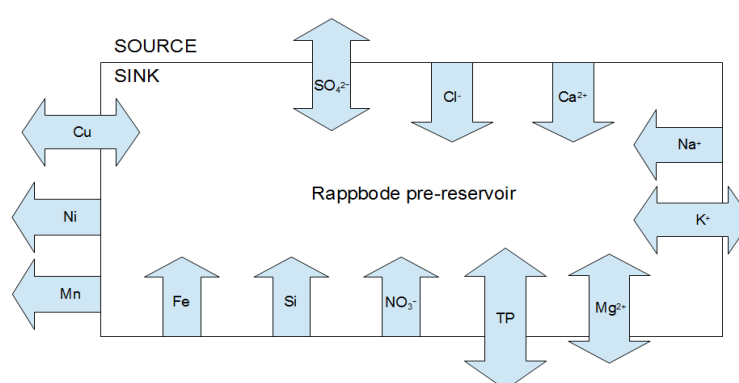 SOURCE
SINK
SO₄²⁻
Cl⁻
Ca²⁺
Cu
Na⁺
Rappbode pre-reservoir
Ni
K⁺
Mn
Fe
Si
NO₃⁻
TP
Mg²⁺